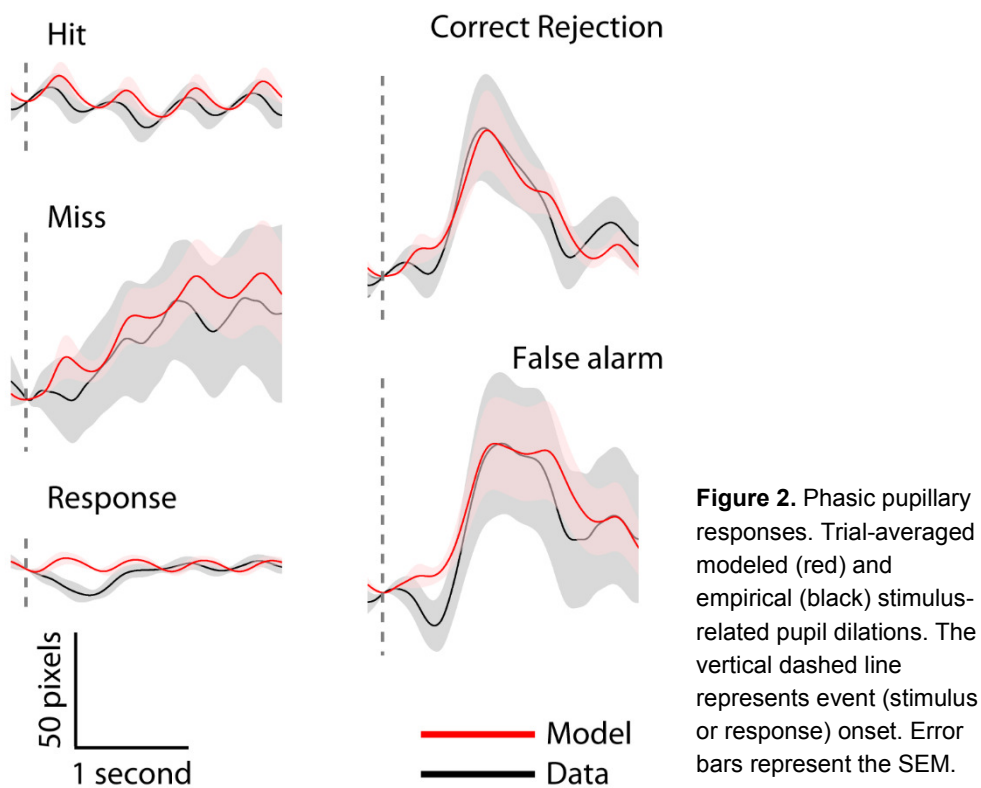 Hit
Correct Rejection
Miss
False alarm
Response
50 pixels
1 second
Model
Data
Figure 2. Phasic pupillary
responses. Trial-averaged
modeled (red) and
empirical (black) stimulus-
related pupil dilations. The
vertical dashed line
represents event (stimulus
or response) onset. Error
bars represent the SEM.